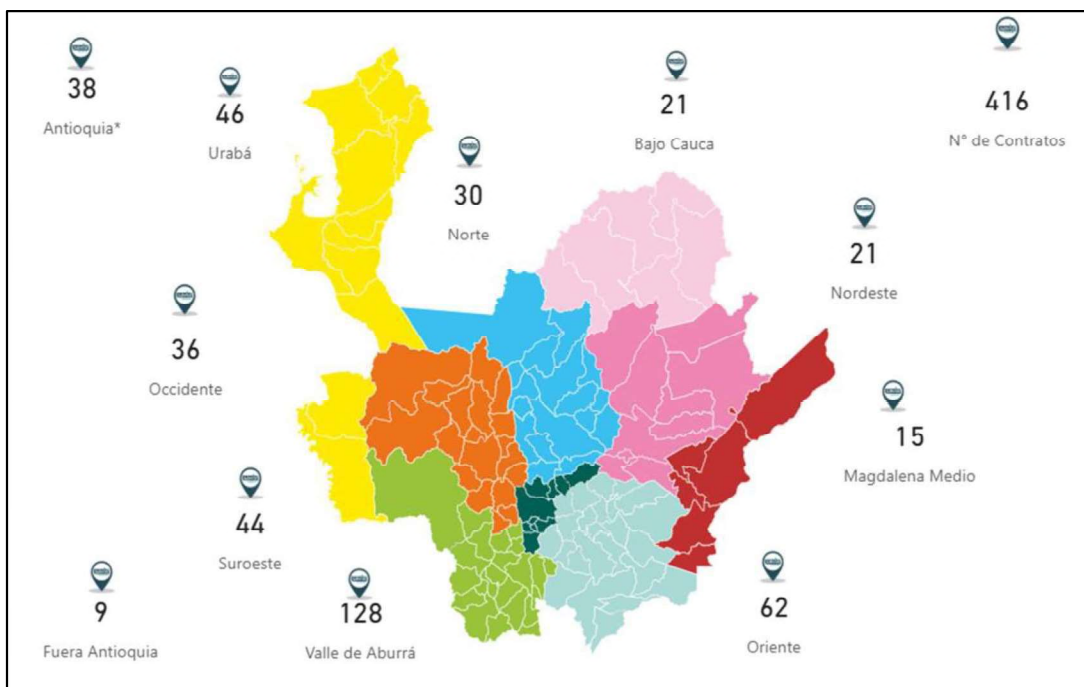 38
Antioquia*
46
Urabá
30
Norte
21
Bajo Cauca
416
N° de Contratos
21
Nordeste
36
Occidente
15
Magdalena Medio
44
Suroeste
9
Fuera Antioquia
128
Valle de Aburrá
62
Oriente